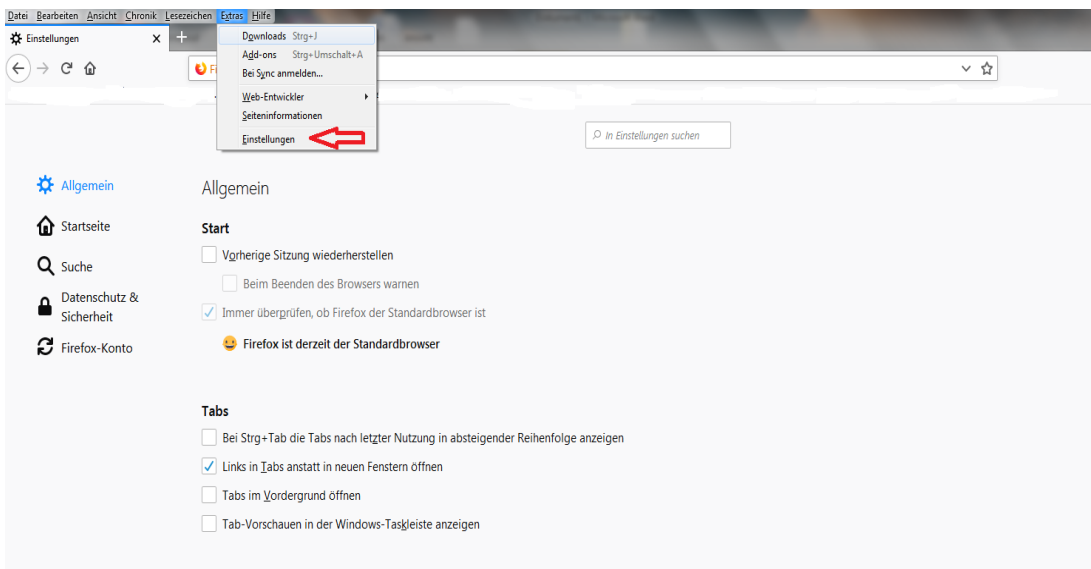 Datei Bearbeiten Ansicht Chronik Lesezeichen Extras Hilfe
Einstellungen
Downloads Strg+J
Add-ons Strg+Umschalt+A
Bei Sync anmelden...
Web-Entwickler
Seiteninformationen
Einstellungen
Fi
In Einstellungen suchen
Allgemein
Startseite
Suche
Datenschutz &
Sicherheit
Firefox-Konto
Allgemein
Start
Vorherige Sitzung wiederherstellen
Beim Beenden des Browsers warnen
Immer überprüfen, ob Firefox der Standardbrowser ist
Firefox ist derzeit der Standardbrowser
Tabs
Bei Strg+Tab die Tabs nach letzter Nutzung in absteigender Reihenfolge anzeigen
Links in Tabs anstatt in neuen Fenstern öffnen
Tabs im Vordergrund öffnen
Tab-Vorschauen in der Windows-Taskleiste anzeigen